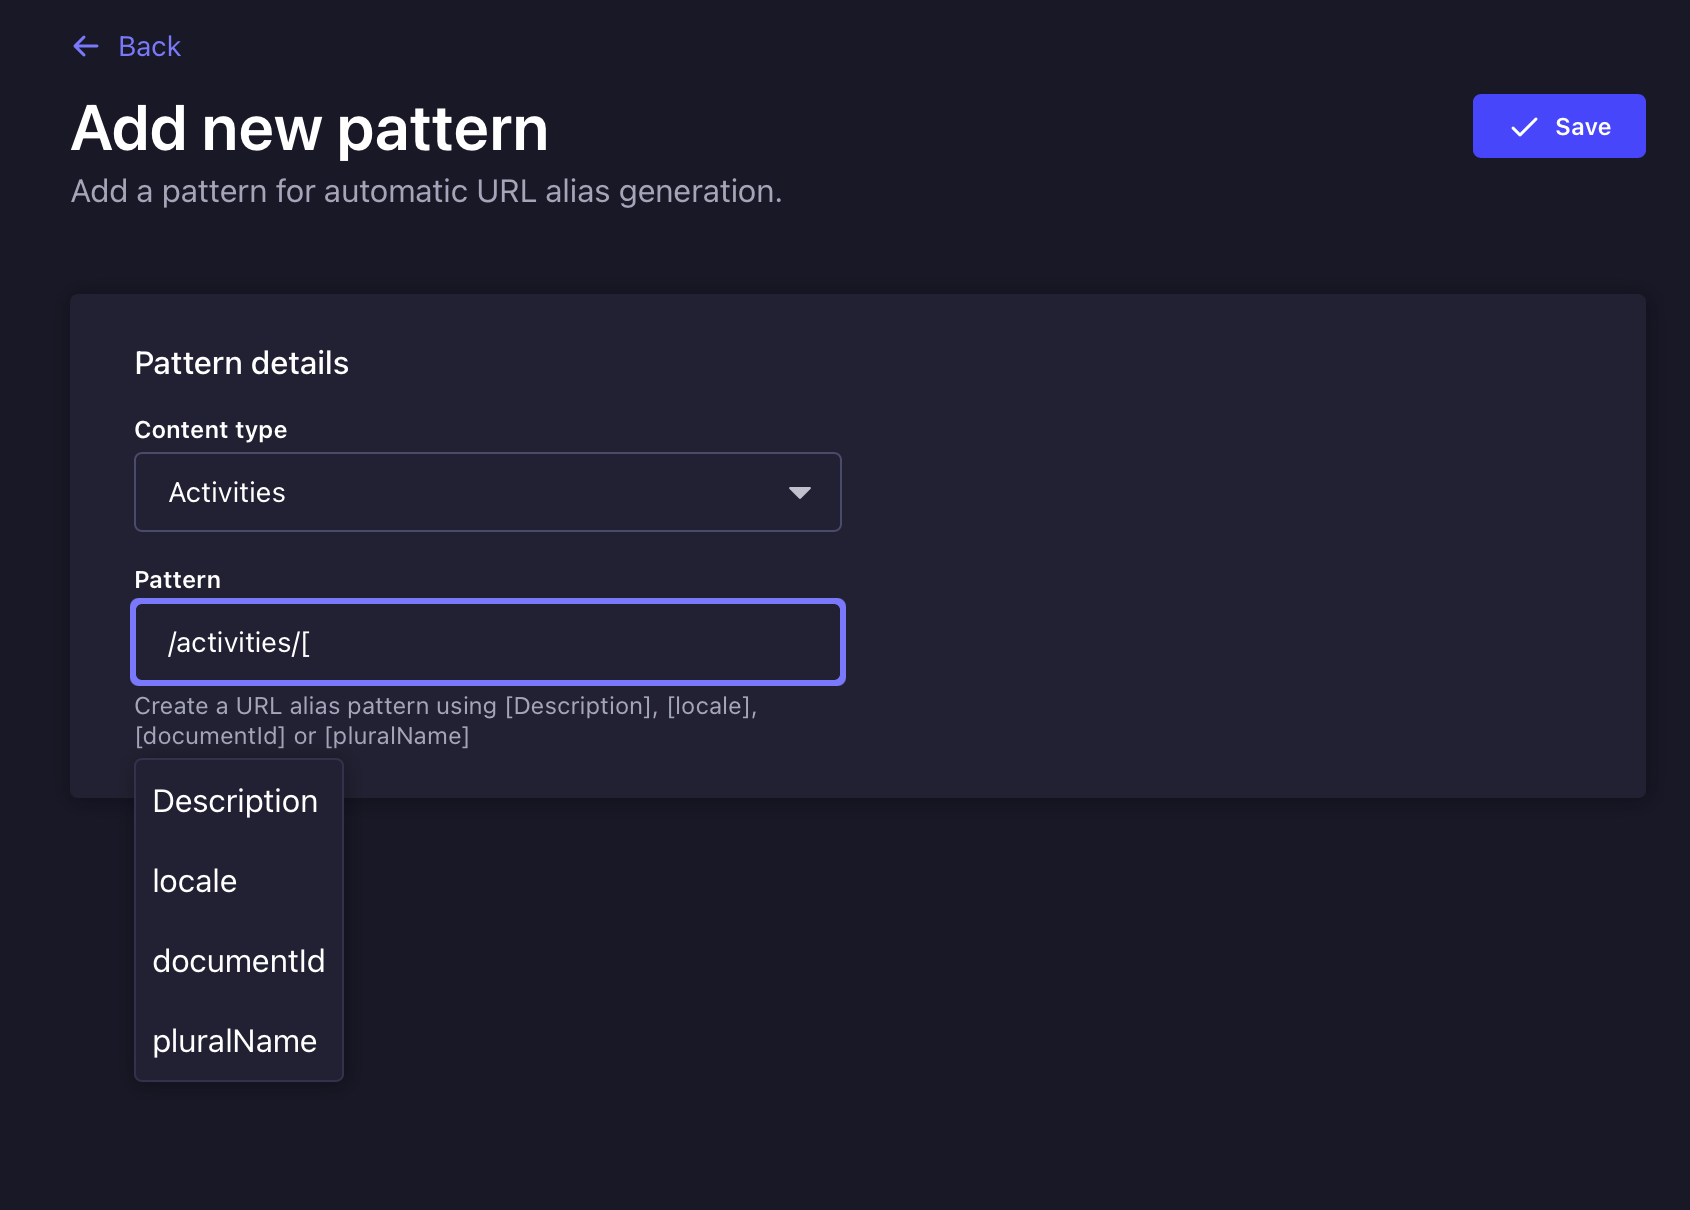 Back
Add new pattern
Save
Add a pattern for automatic URL alias generation.
Pattern details
Content type
Activities
Pattern
/activities/[
Create a URL alias pattern using [Description], [locale],
[documentId] or [pluralName]
Description
locale
documentId
pluralName